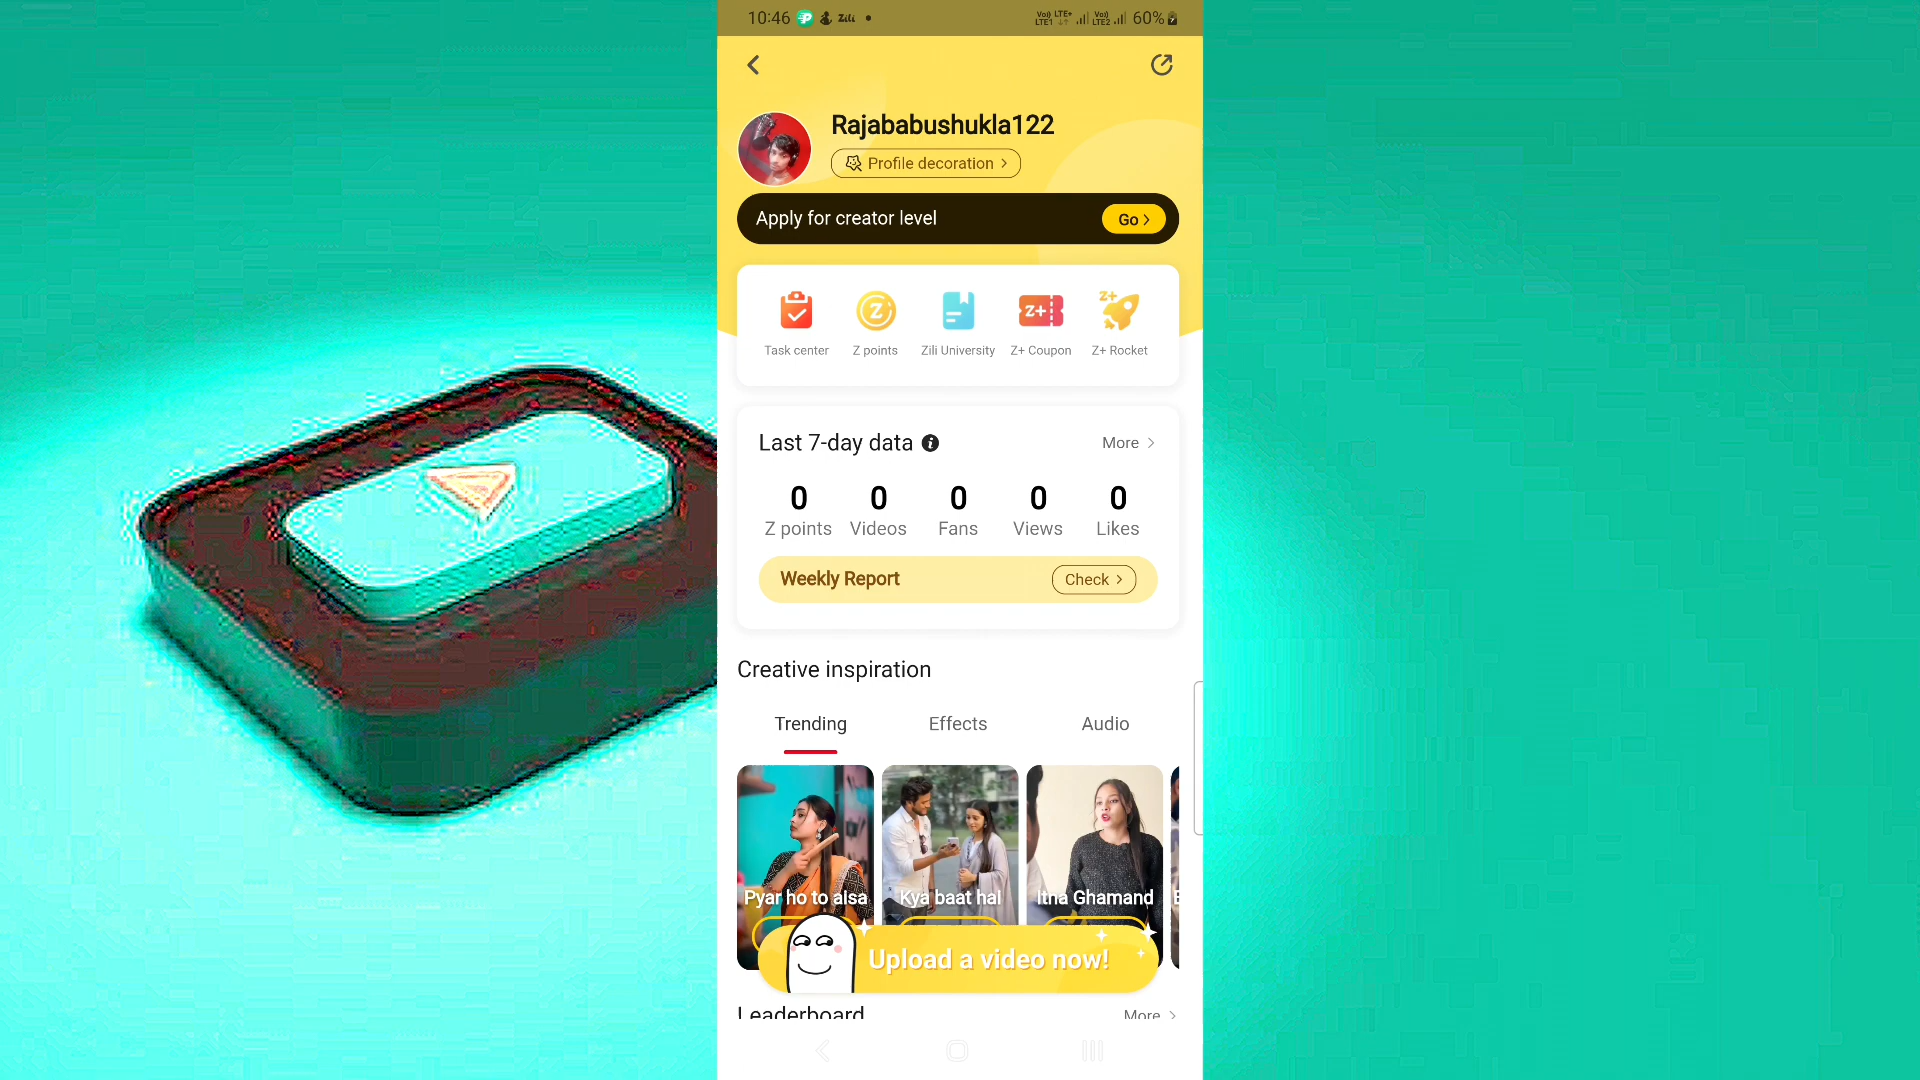 10:46 Zili 60%
Rajababushukla122
Profile decoration
Apply for creator level
Go
Z
Z+
Z+
Task center
Z points
Zili University
Z+ Coupon
Z+ Rocket
Last 7-day data
More
0 0 0 0 0
Z points Videos Fans Views Likes
Weekly Report
Check
Creative inspiration
Trending Effects Audio
Pyar ho to aisa
Kya baat hai
Itna Ghamand
Upload a video now!
Leaderboard
More